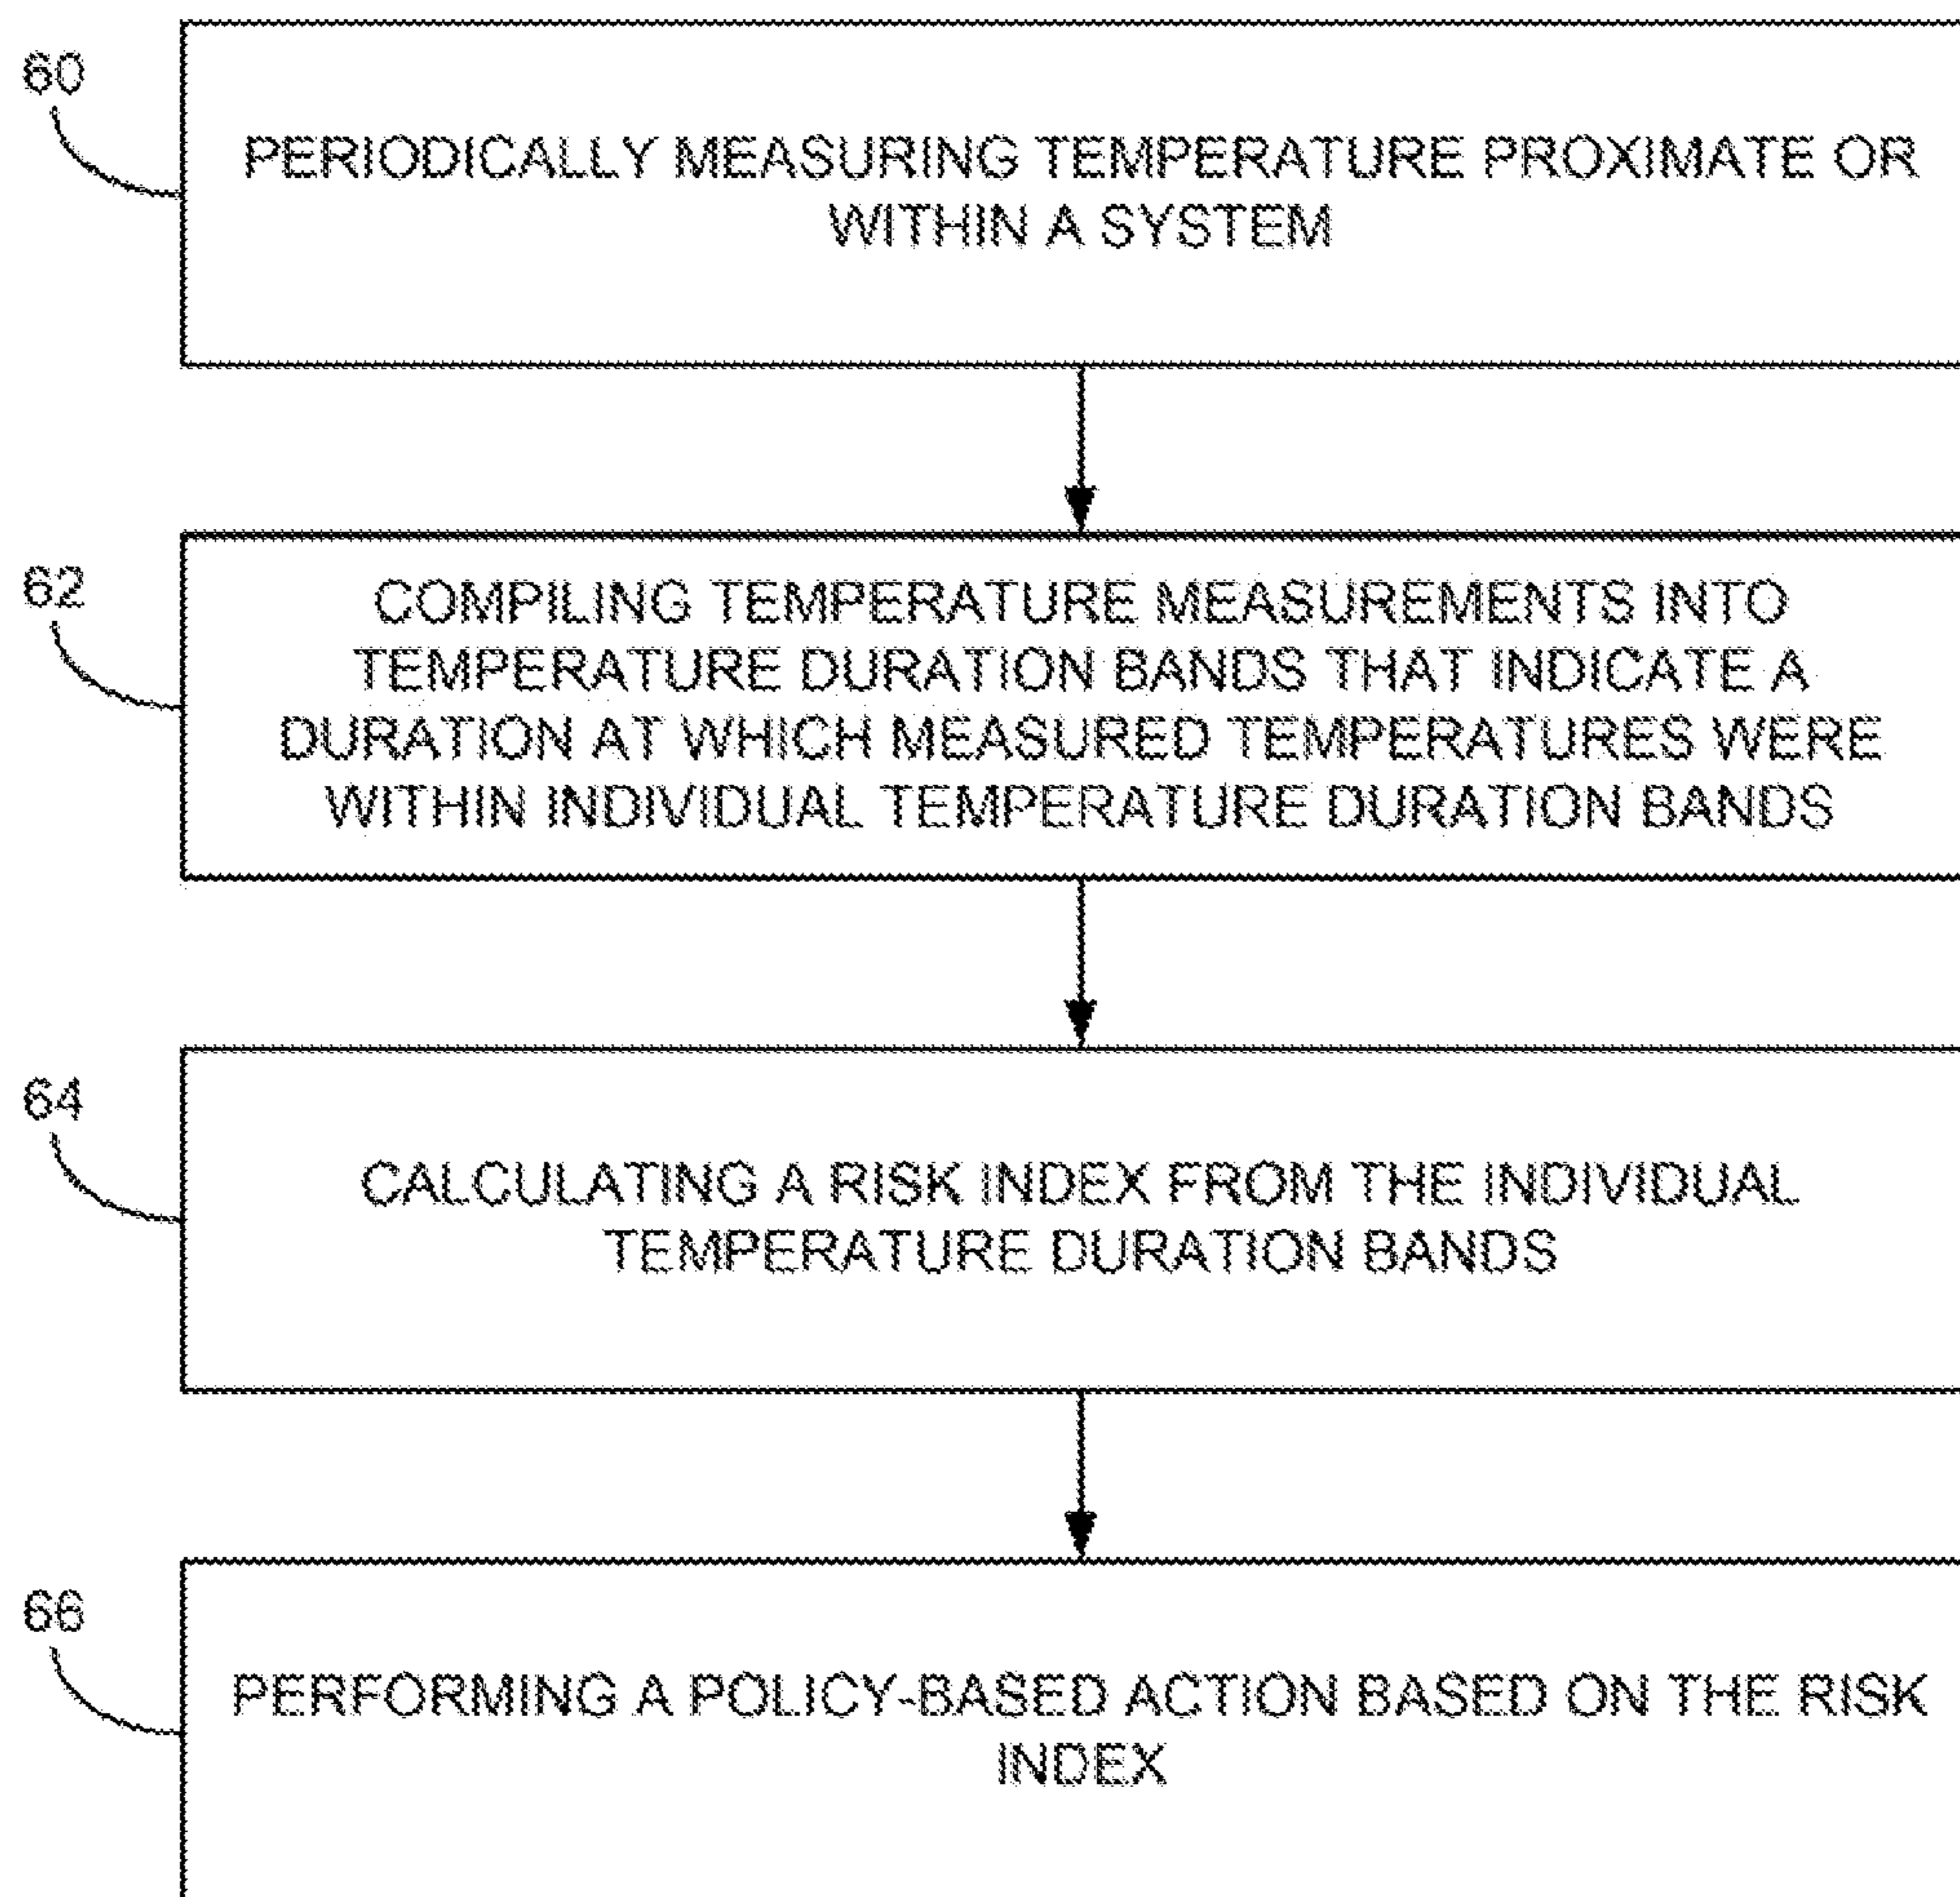 60
PERIODICALLY MEASURING TEMPERATURE PROXIMATE OR
WITHIN A SYSTEM
62
COMPILING TEMPERATURE MEASUREMENTS INTO
TEMPERATURE DURATION BANDS THAT INDICATE A
DURATION AT WHICH MEASURED TEMPERATURES WERE
WITHIN INDIVIDUAL TEMPERATURE DURATION BANDS
64
CALCULATING A RISK INDEX FROM THE INDIVIDUAL
TEMPERATURE DURATION BANDS
66
PERFORMING A POLICY-BASED ACTION BASED ON THE RISK
INDEX